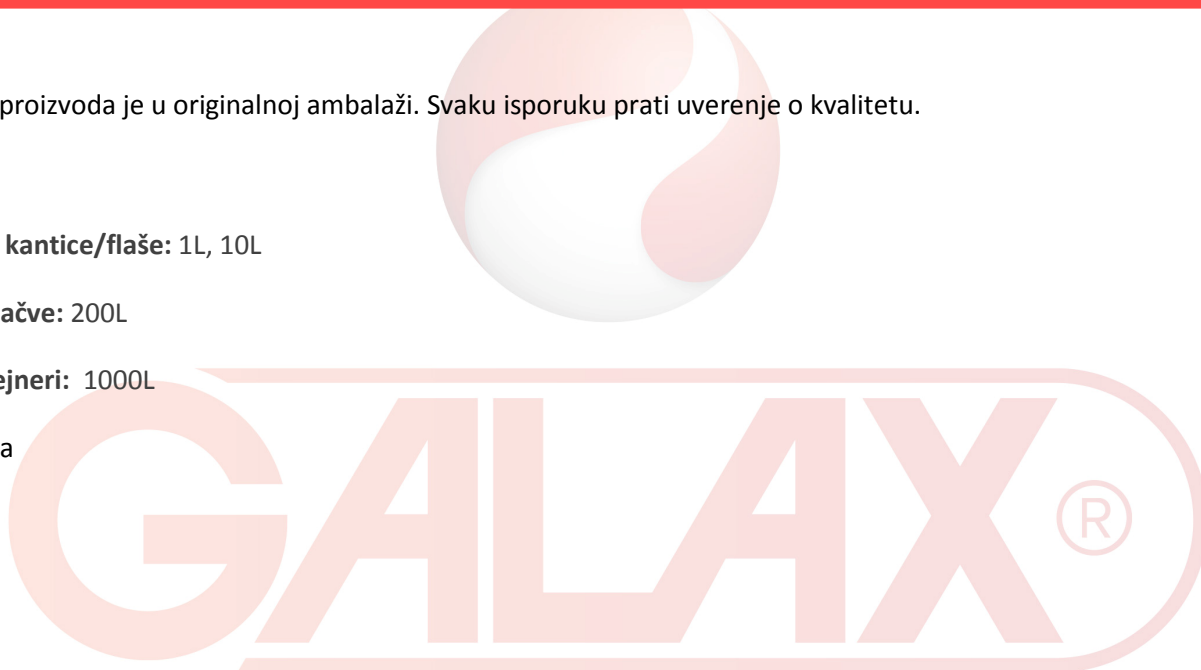 proizvoda je u originalnoj ambalaži. Svaku isporuku prati uverenje o kvalitetu.
kantice/flaše: 1L, 10L
ačve: 200L
ejneri: 1000L
a
GALAX®